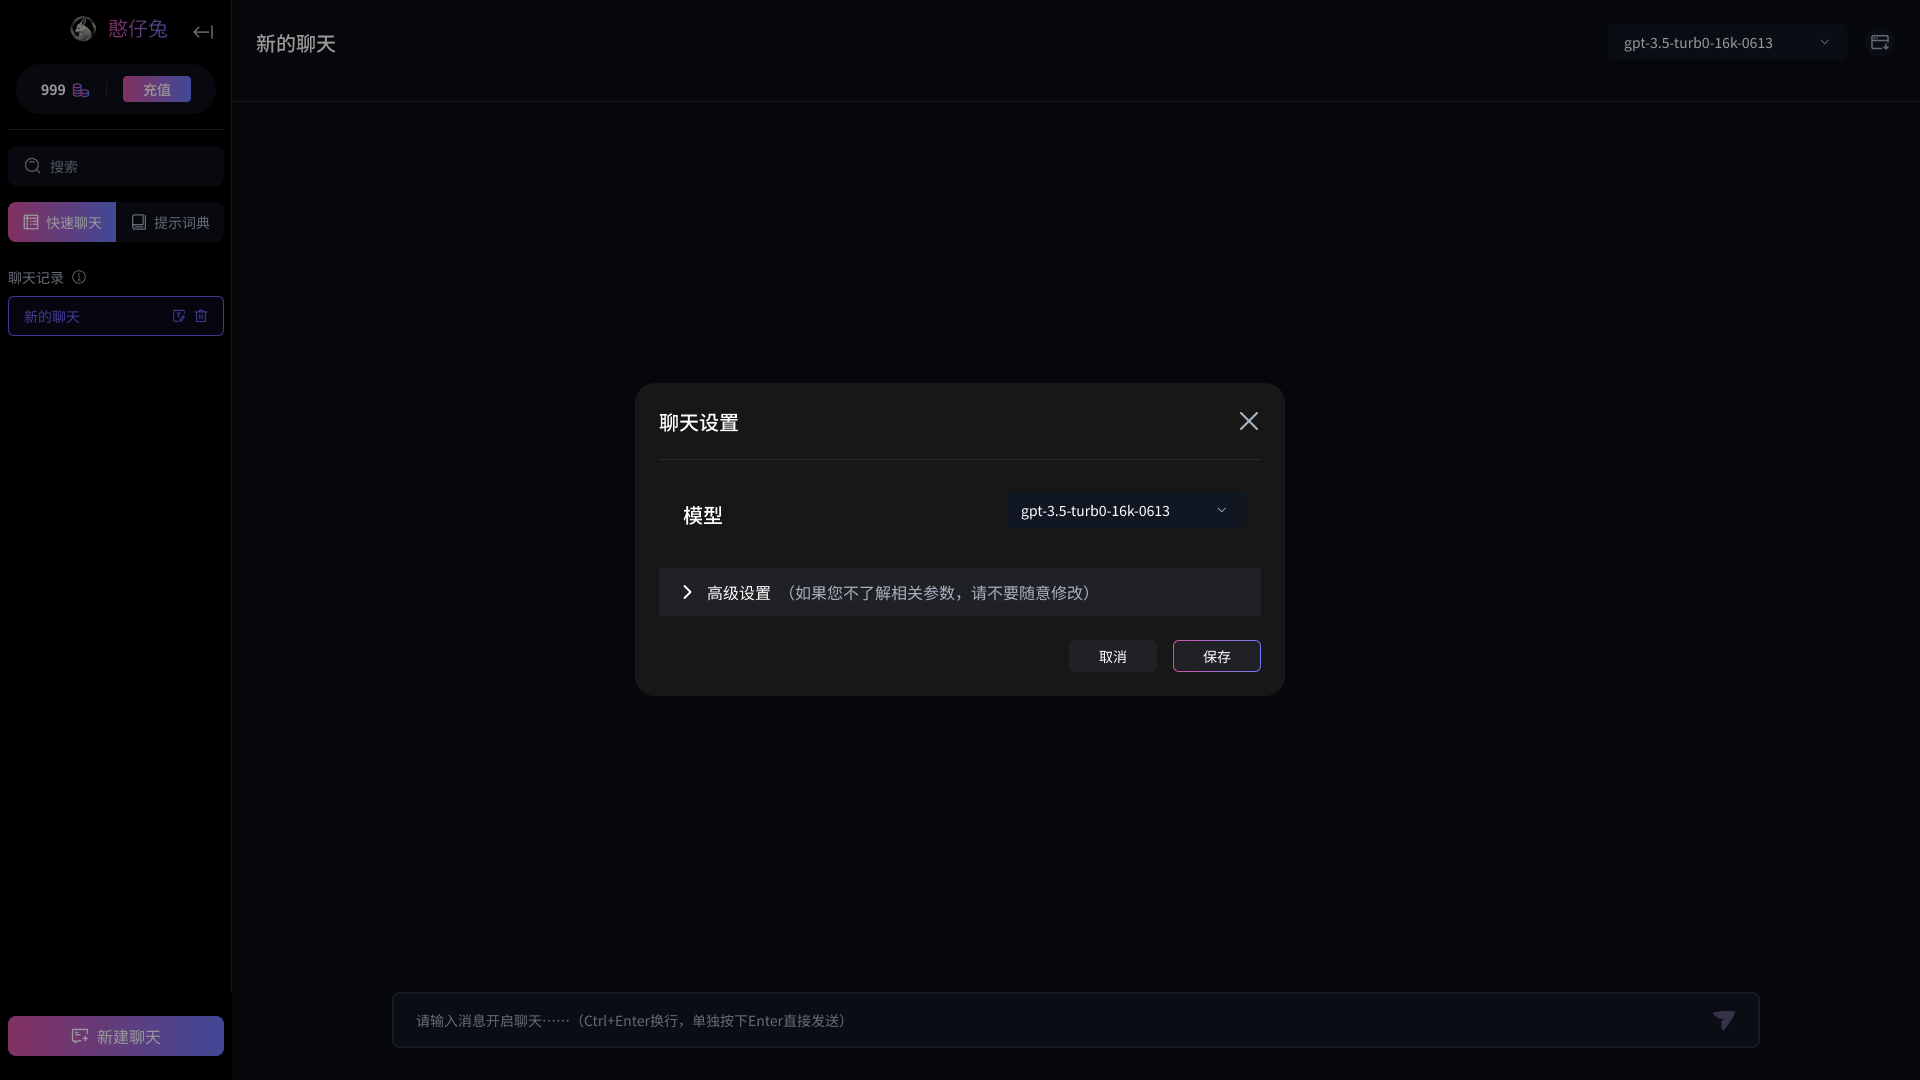 憨仔兔
999
充值
搜索
快速聊天
提示词典
聊天记录
新的聊天
新建聊天
新的聊天
gpt-3.5-turb0-16k-0613
聊天设置
模型
gpt-3.5-turb0-16k-0613
高级设置 （如果您不了解相关参数，请不要随意修改）
取消
保存
请输入消息开启聊天……（Ctrl+Enter换行，单独按下Enter直接发送）